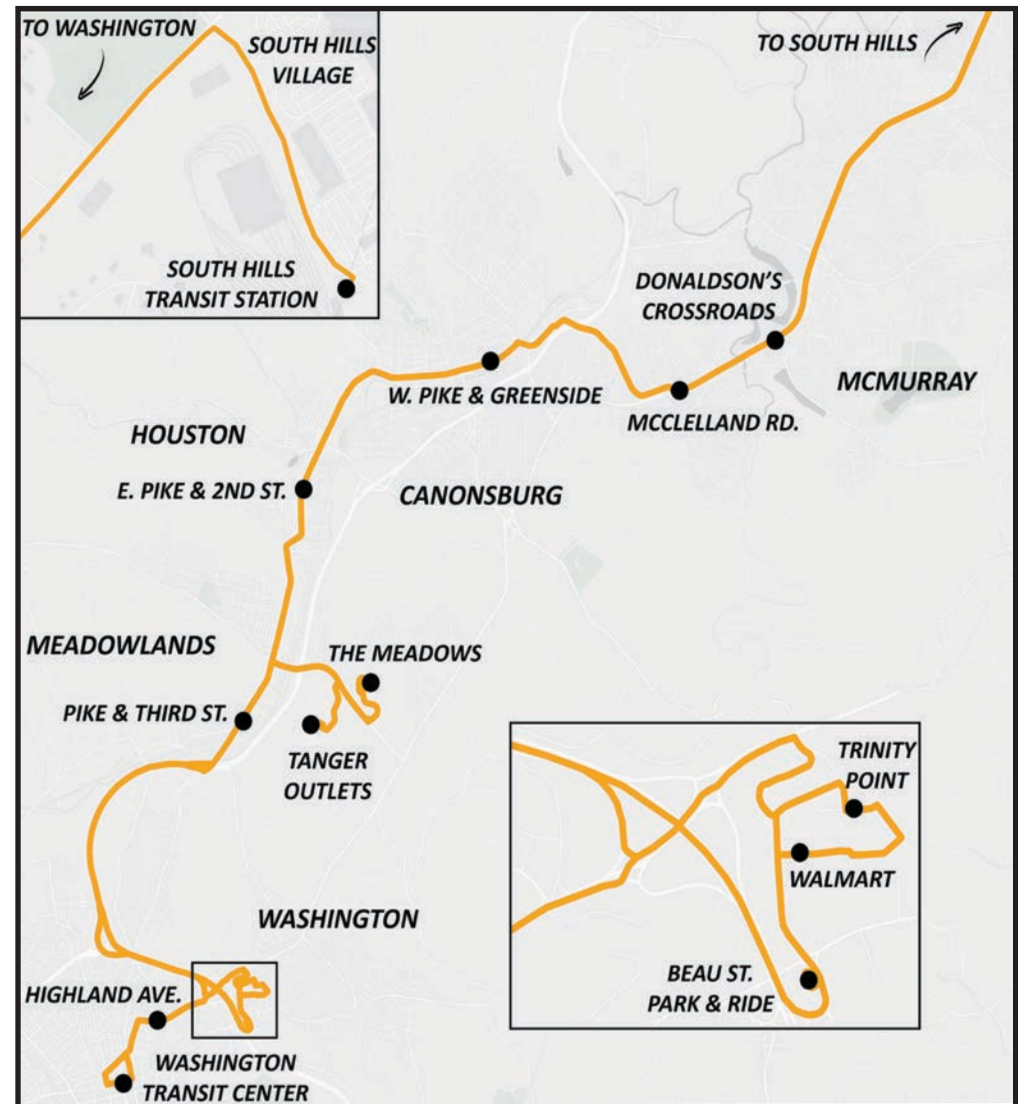 TO WASHINGTON
SOUTH HILLS
VILLAGE
SOUTH HILLS
TRANSIT STATION
TO SOUTH HILLS
DONALDSON'S
CROSSROADS
MCMURRAY
W. PIKE & GREENSIDE
MCCLELLAND RD.
HOUSTON
E. PIKE & 2ND ST.
CANONSBURG
MEADOWLANDS
THE MEADOWS
PIKE & THIRD ST.
TANGER
OUTLETS
TRINITY
POINT
WALMART
BEAU ST.
PARK & RIDE
WASHINGTON
HIGHLAND AVE.
WASHINGTON
TRANSIT CENTER